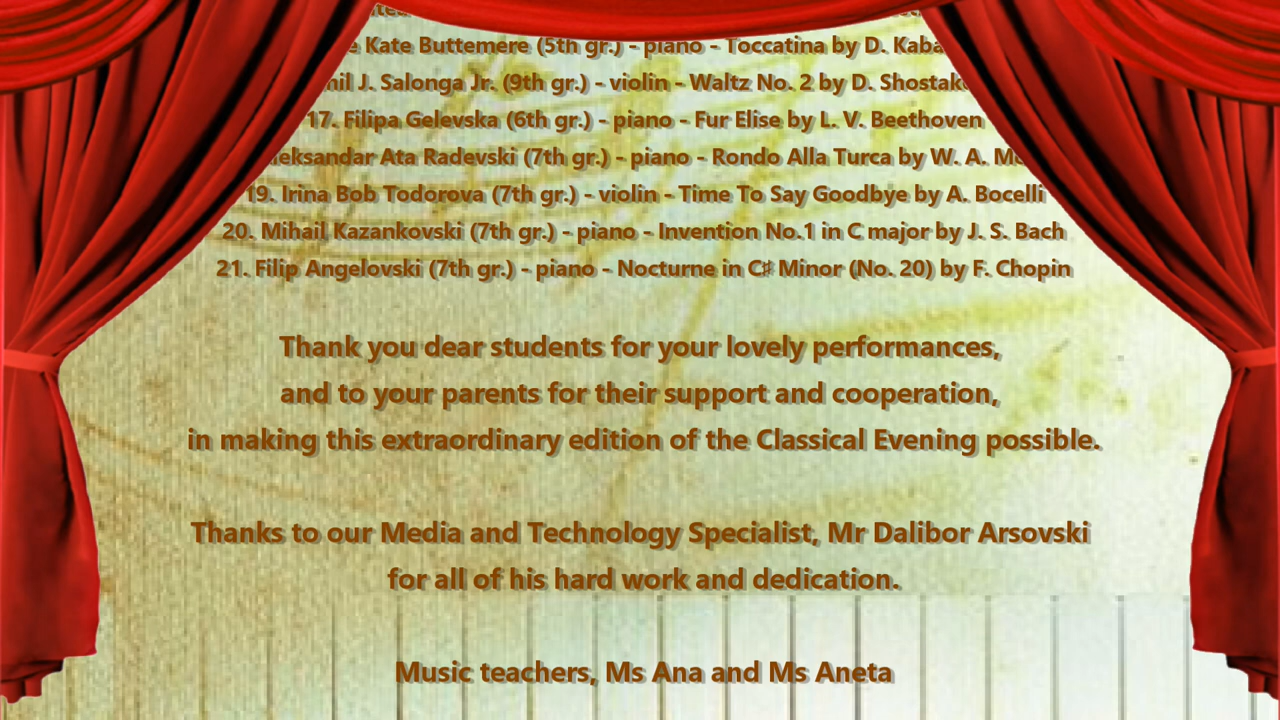 Kate Buttemere (5th gr.) - piano - Toccatina by D.
J. Salonga Jr. (9th gr.) - violin - Waltz No. 2 by D.
17. Filipa Gelevska (6th gr.) - piano - Fur Elise by L. V. Beethoven
Ata Radevski (7th gr.) - piano - Rondo Alla Turca by W. A.
19. Irina Bob Todorova (7th gr.) - violin - Time To Say Goodbye by A. Bocelli
20. Mihail Kazankovski (7th gr.) - piano - Invention No.1 in C major by J. S. Bach
21. Filip Angelovski (7th gr.) - piano - Nocturne in C♯ Minor (No. 20) by F. Chopin
Thank you dear students for your lovely performances,
and to your parents for their support and cooperation,
in making this extraordinary edition of the Classical Evening possible.
Thanks to our Media and Technology Specialist, Mr Dalibor Arsovski
for all of his hard work and dedication.
Music teachers, Ms Ana and Ms Aneta